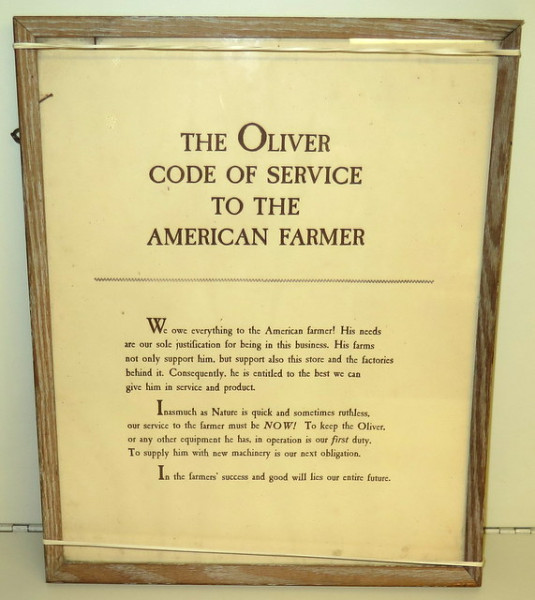 THE OLIVER
CODE OF SERVICE
TO THE
AMERICAN FARMER
We owe everything to the American farmer! His needs
are our sole justification for being in this business. His farms
not only support him, but support also this store and the factories
behind it. Consequently, he is entitled to the best we can
give him in service and product.
Inasmuch as Nature is quick and sometimes ruthless,
our service to the farmer must be NOW! To keep the Oliver,
or any other equipment he has, in operation is our first duty.
To supply him with new machinery is our next obligation.
In the farmers' success and good will lies our entire future.